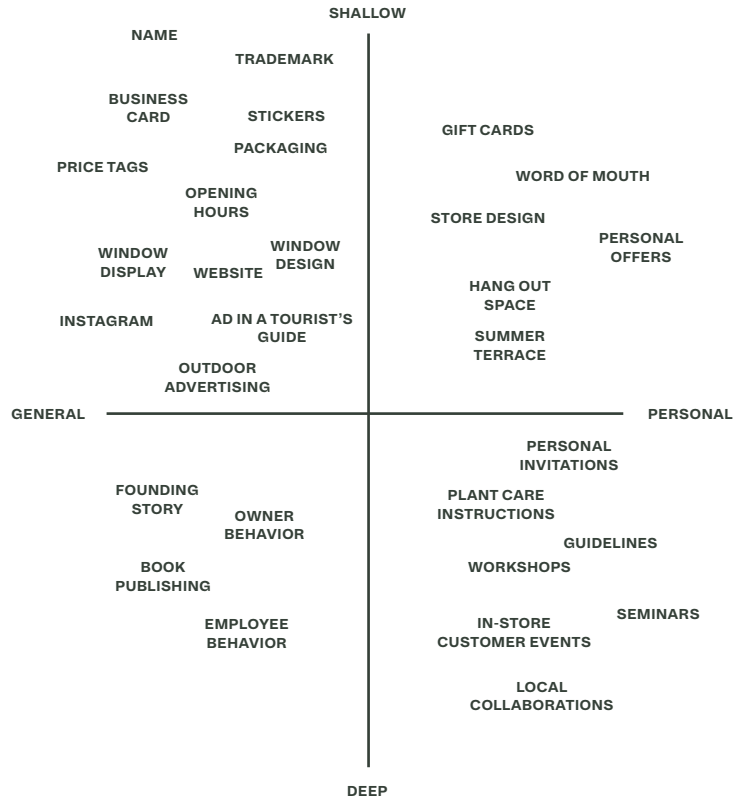 SHALLOW
NAME
TRADEMARK
BUSINESS
CARD
STICKERS
PACKAGING
PRICE TAGS
OPENING
HOURS
WINDOW
DISPLAY
WEBSITE
WINDOW
DESIGN
INSTAGRAM
AD IN A TOURIST'S
GUIDE
OUTDOOR
ADVERTISING
GIFT CARDS
WORD OF MOUTH
STORE DESIGN
PERSONAL
OFFERS
HANG OUT
SPACE
SUMMER
TERRACE
GENERAL
PERSONAL
FOUNDING
STORY
OWNER
BEHAVIOR
BOOK
PUBLISHING
EMPLOYEE
BEHAVIOR
PERSONAL
INVITATIONS
PLANT CARE
INSTRUCTIONS
GUIDELINES
WORKSHOPS
SEMINARS
IN-STORE
CUSTOMER EVENTS
LOCAL
COLLABORATIONS
DEEP